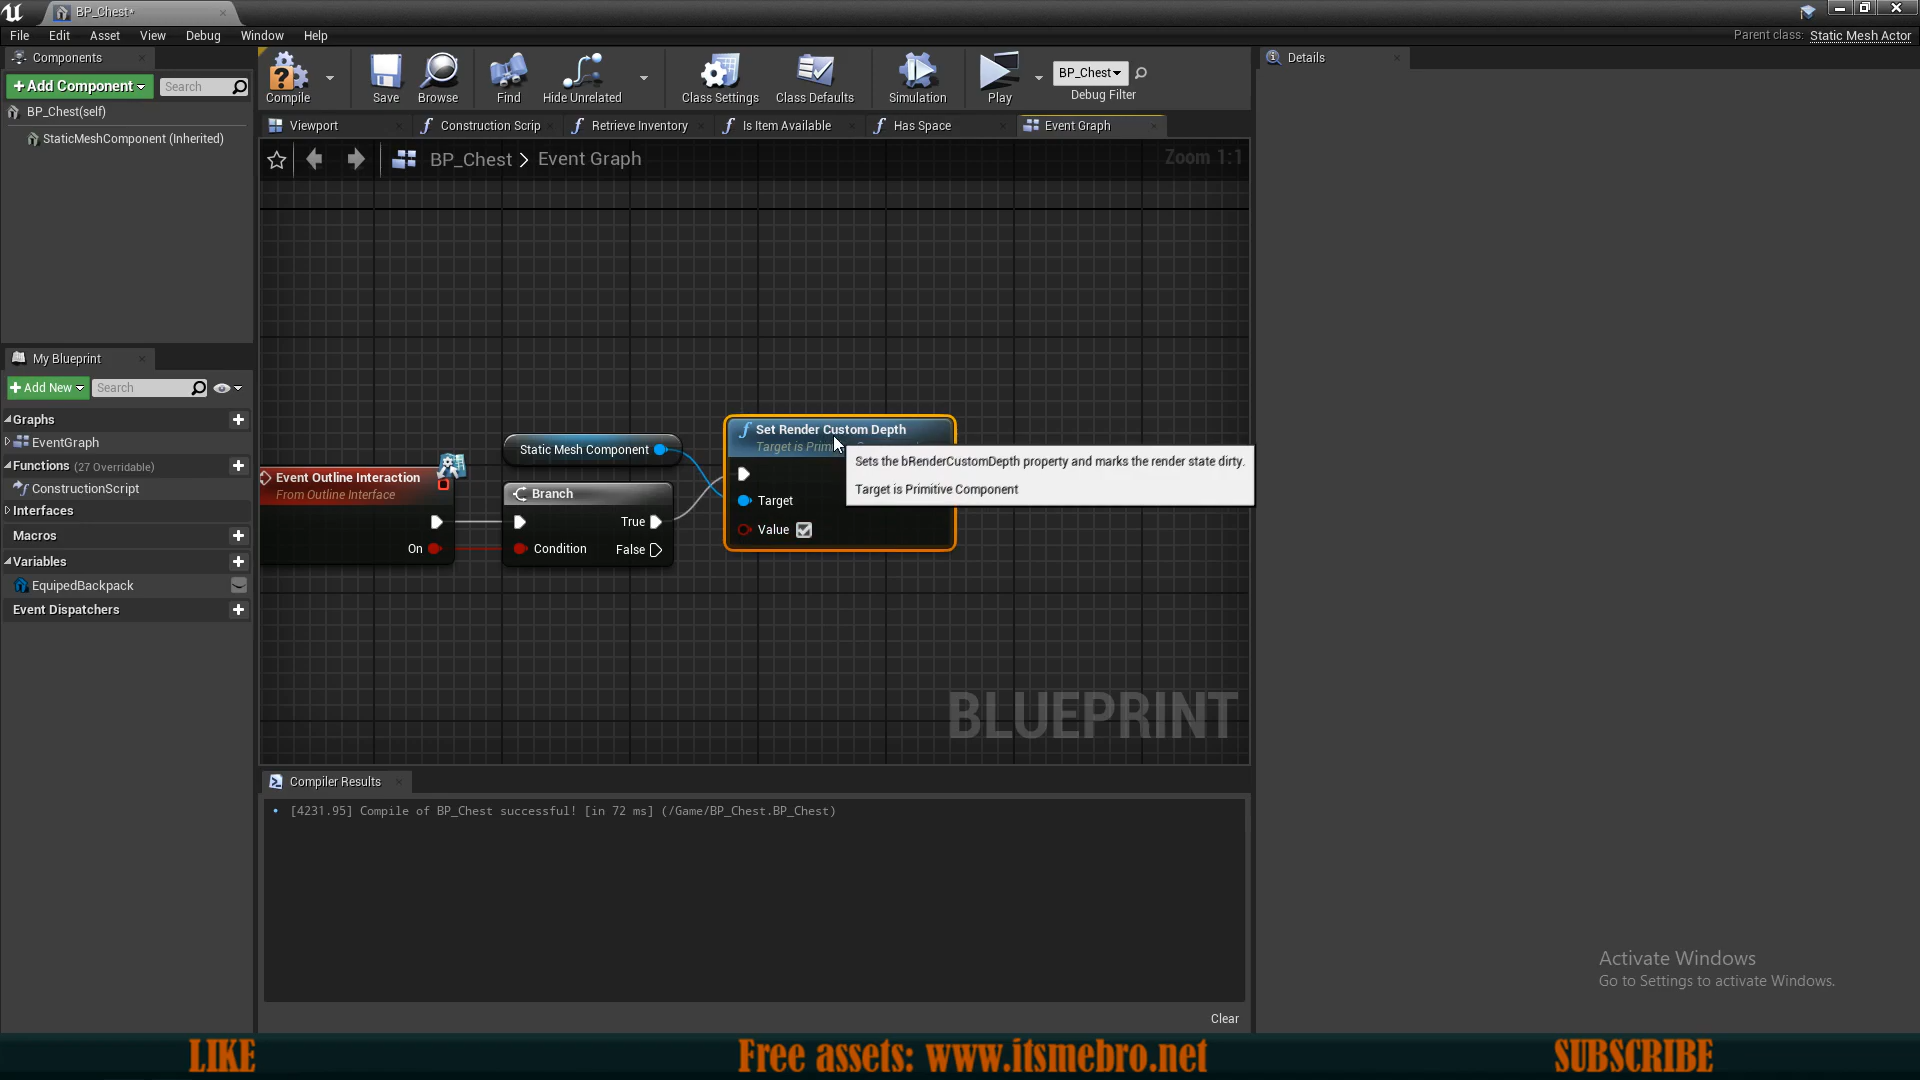 BP_Chest*
File Edit Asset View Debug Window Help
Parent class: Static Mesh Actor
Components
+Add Component
Search
BP_Chest(self)
StaticMeshComponent (Inherited)
Compile
Save
Browse
Find
Hide Unrelated
Class Settings
Class Defaults
Simulation
Play
BP_Chest
Debug Filter
Details
Viewport
Construction Scrip
Retrieve Inventory
Is Item Available
Has Space
Event Graph
BP_Chest > Event Graph
Zoom 1:1
My Blueprint
+Add New
Search
Graphs
EventGraph
Functions (27 Overridable)
ConstructionScript
Interfaces
Macros
Variables
EquipedBackpack
Event Dispatchers
Event Outline Interaction
From Outline Interface
On
Static Mesh Component
Branch
True
Condition
False
Set Render Custom Depth
Target is Prim
Target
Value
Sets the bRenderCustomDepth property and marks the render state dirty.
Target is Primitive Component
BLUEPRINT
Compiler Results
[4231.95] Compile of BP_Chest successful! [in 72 ms] (/Game/BP_Chest.BP_Chest)
Clear
Activate Windows
Go to Settings to activate Windows.
LIKE
Free assets: www.itsmebro.net
SUBSCRIBE